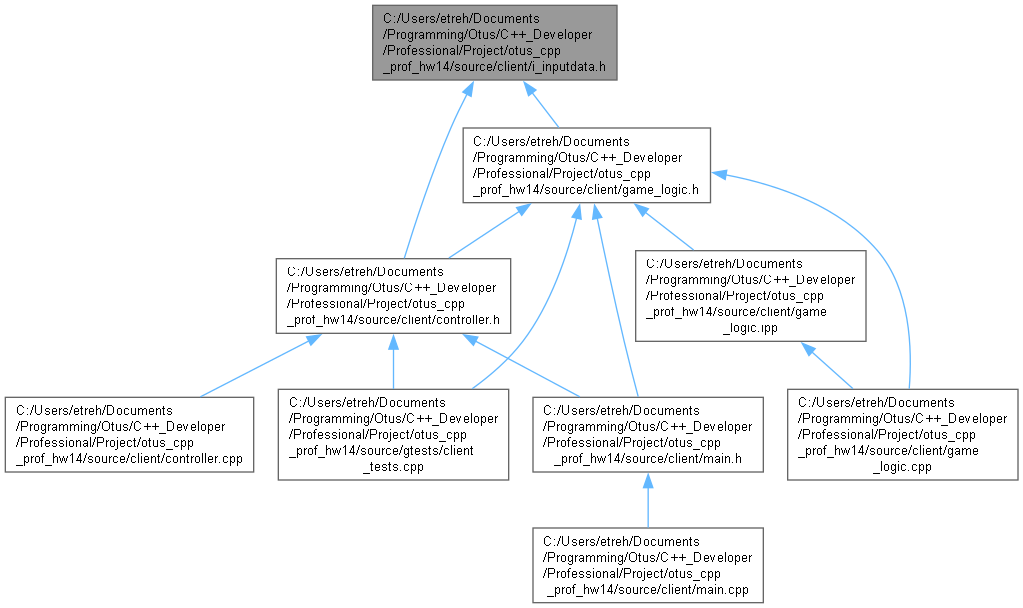 C:/Users/etreh/Documents
/Programming/Otus/C++_Developer
/Professional/Project/otus_cpp
_prof_hw14/source/client/i_inputdata.h
C:/Users/etreh/Documents
/Programming/Otus/C++_Developer
/Professional/Project/otus_cpp
_prof_hw14/source/client/game_logic.h
C:/Users/etreh/Documents
/Programming/Otus/C++_Developer
/Professional/Project/otus_cpp
_prof_hw14/source/client/controller.h
C:/Users/etreh/Documents
/Programming/Otus/C++_Developer
/Professional/Project/otus_cpp
_prof_hw14/source/client/game
_logic.ipp
C:/Users/etreh/Documents
/Programming/Otus/C++_Developer
/Professional/Project/otus_cpp
_prof_hw14/source/client/controller.cpp
C:/Users/etreh/Documents
/Programming/Otus/C++_Developer
/Professional/Project/otus_cpp
_prof_hw14/source/gtests/client
_tests.cpp
C:/Users/etreh/Documents
/Programming/Otus/C++_Developer
/Professional/Project/otus_cpp
_prof_hw14/source/client/main.h
C:/Users/etreh/Documents
/Programming/Otus/C++_Developer
/Professional/Project/otus_cpp
_prof_hw14/source/client/game
_logic.cpp
C:/Users/etreh/Documents
/Programming/Otus/C++_Developer
/Professional/Project/otus_cpp
_prof_hw14/source/client/main.cpp